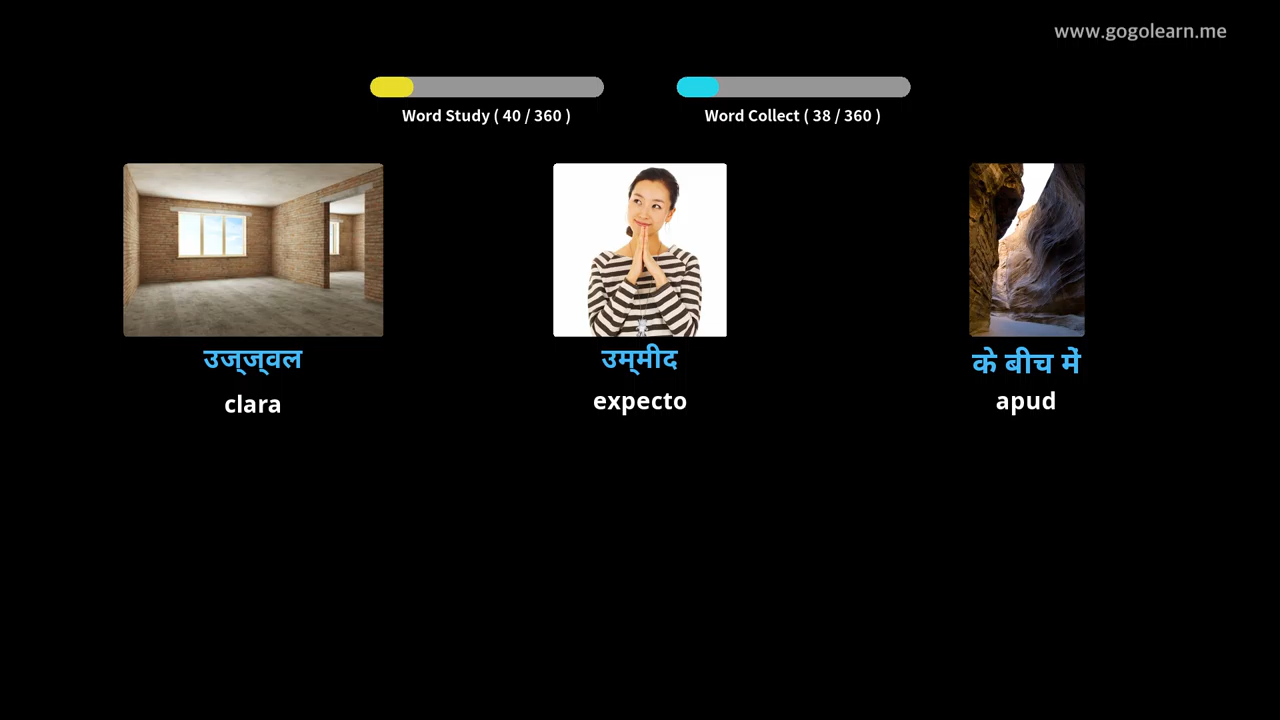 www.gogolearn.me
Word Study ( 40 / 360 )
Word Collect ( 38 / 360 )
उज्ज्वल
उम्मीद
के बीच में
clara
expecto
apud